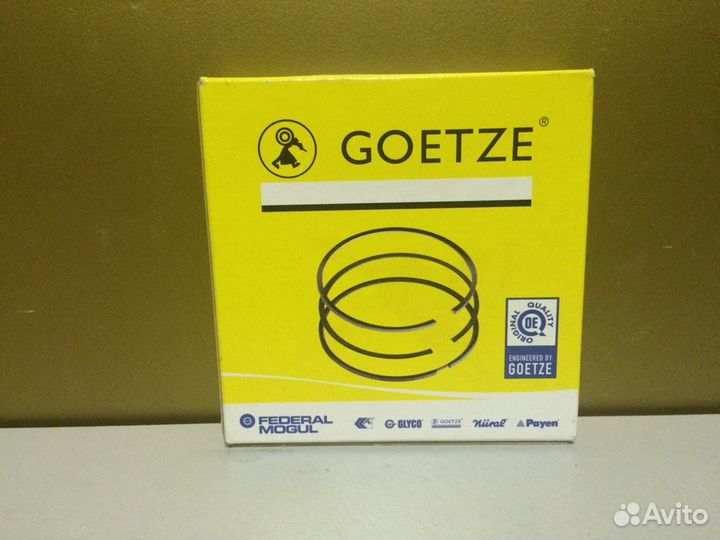 GOETZE®
ORIGINAL QUALITY
OE
ENGINEERED BY
GOETZE
FEDERAL
MOGUL
GLYCO
GOETZE
Nüral
Payen
Avito